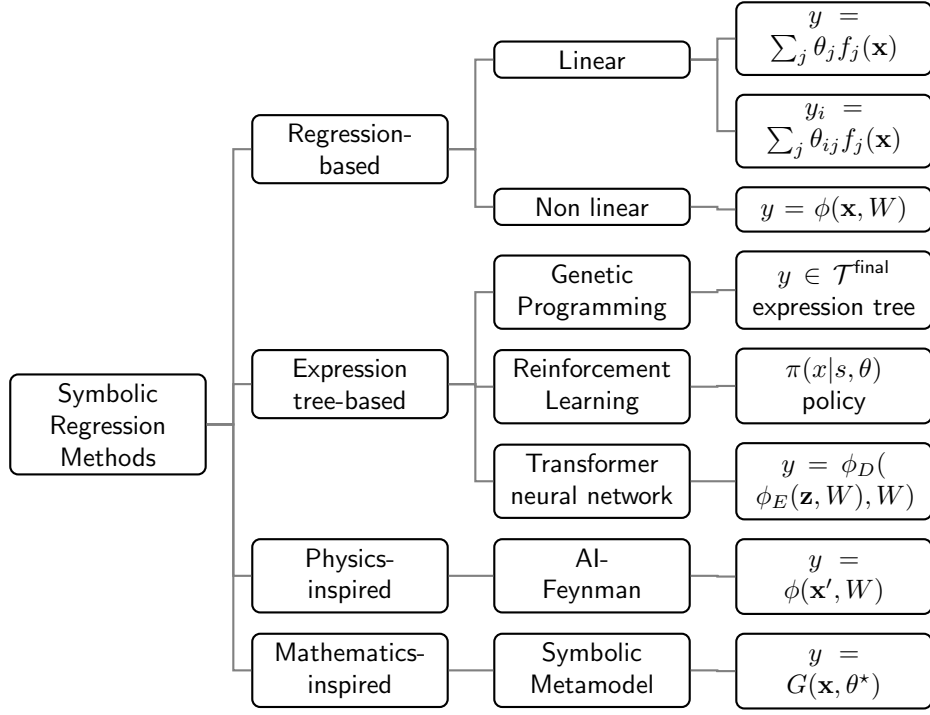 Symbolic
Regression
Methods
Regression-
based
Linear
y =
∑_j θ_j f_j(𝐱)
y_i =
∑_j θ_{ij} f_j(𝐱)
Non linear
y = ϕ(𝐱, W)
Expression
tree-based
Genetic
Programming
y ∈ 𝒯^{final}
expression tree
Reinforcement
Learning
π(x|s, θ)
policy
Transformer
neural network
y = ϕ_D(
ϕ_E(𝐳, W), W)
Physics-
inspired
AI-
Feynman
y =
ϕ(𝐱′, W)
Mathematics-
inspired
Symbolic
Metamodel
y =
G(𝐱, θ⋆)